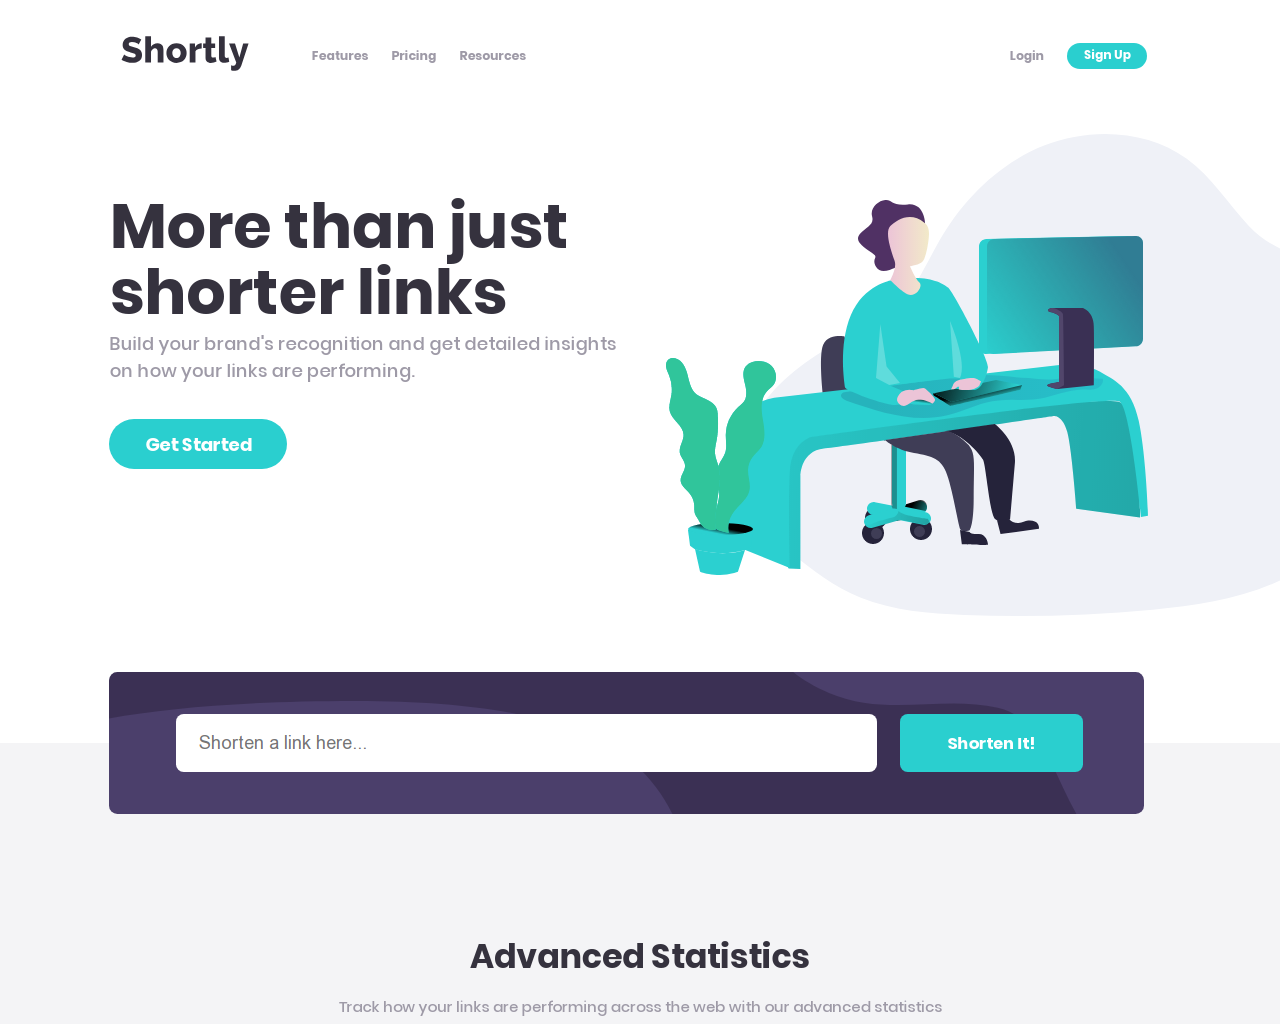 Shortly
Features
Pricing
Resources
Login
Sign Up
More than just
shorter links
Build your brand's recognition and get detailed insights
on how your links are performing.
Get Started
Shorten a link here...
Shorten It!
Advanced Statistics
Track how your links are performing across the web with our advanced statistics